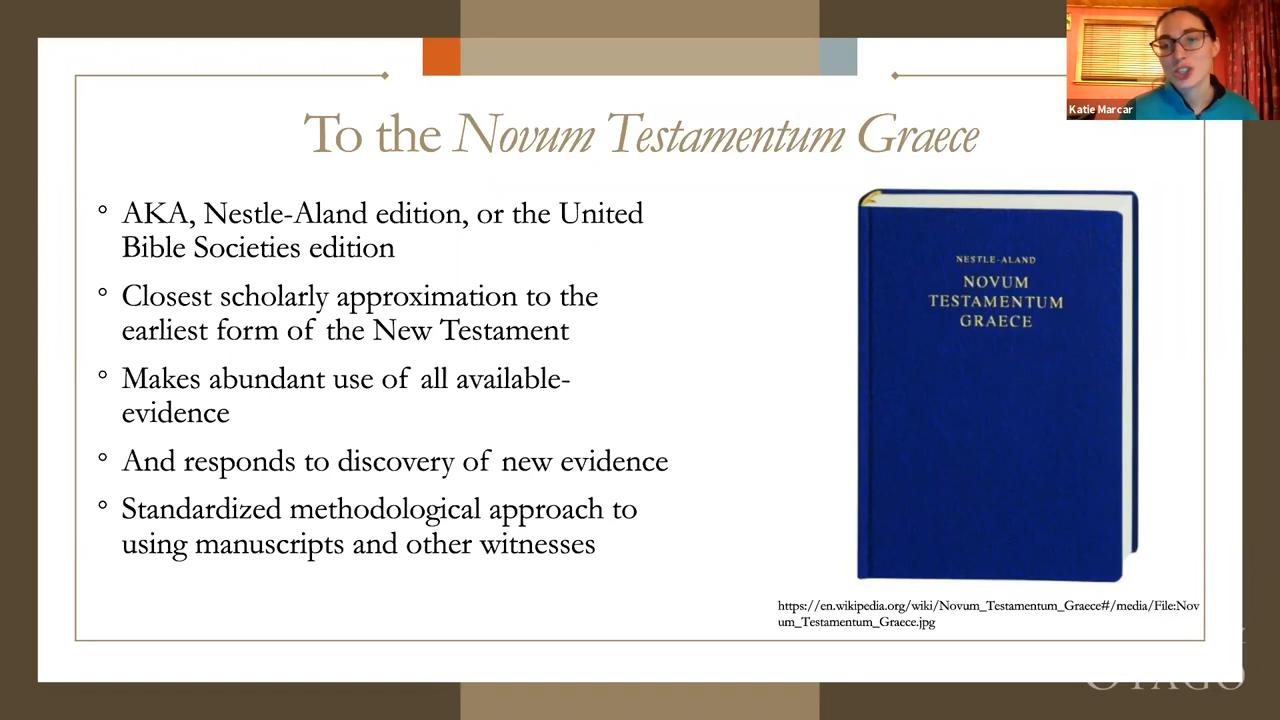 Katie Marcar
To the Novum Testamentum Graece
° AKA, Nestle-Aland edition, or the United
Bible Societies edition
° Closest scholarly approximation to the
earliest form of the New Testament
° Makes abundant use of all available-
evidence
° And responds to discovery of new evidence
° Standardized methodological approach to
using manuscripts and other witnesses
NESTLE-ALAND
NOVUM
TESTAMENTUM
GRAECE
https://en.wikipedia.org/wiki/Novum_Testamentum_Graece#/media/File:Nov
um_Testamentum_Graece.jpg